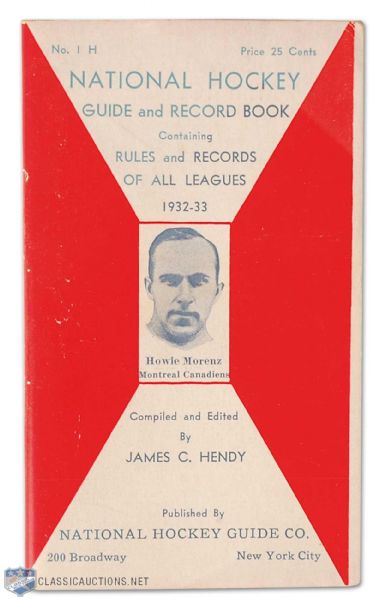 No. 1 H Price 25 Cents
NATIONAL HOCKEY
GUIDE and RECORD BOOK
Containing
RULES and RECORDS
OF ALL LEAGUES
1932-33
Howie Morenz
Montreal Canadiens
Compiled and Edited
By
JAMES C. HENDY
Published By
NATIONAL HOCKEY GUIDE CO.
200 Broadway New York City
CLASSICAUCTIONS.NET